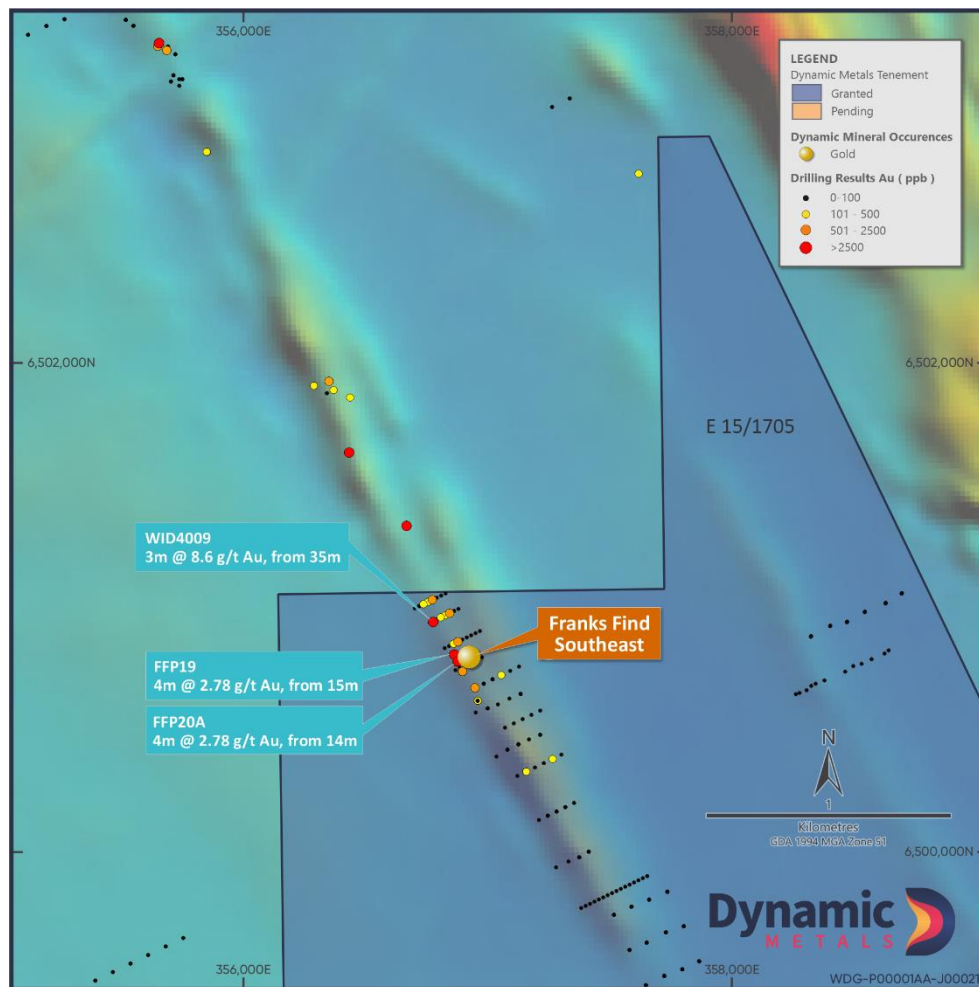 356,000E
358,000E
LEGEND
Dynamic Metals Tenement
Granted
Pending
Dynamic Mineral Occurences
Gold
Drilling Results Au ( ppb )
0-100
101 - 500
501 - 2500
>2500
6,502,000N
6,502,000N
E 15/1705
WID4009
3m @ 8.6 g/t Au, from 35m
Franks Find
Southeast
FFP19
4m @ 2.78 g/t Au, from 15m
FFP20A
4m @ 2.78 g/t Au, from 14m
N
1
Kilometres
GDA 1994 MGA Zone 51
6,500,000N
Dynamic
METALS
356,000E
358,000E
WDG-P00001AA-J00021